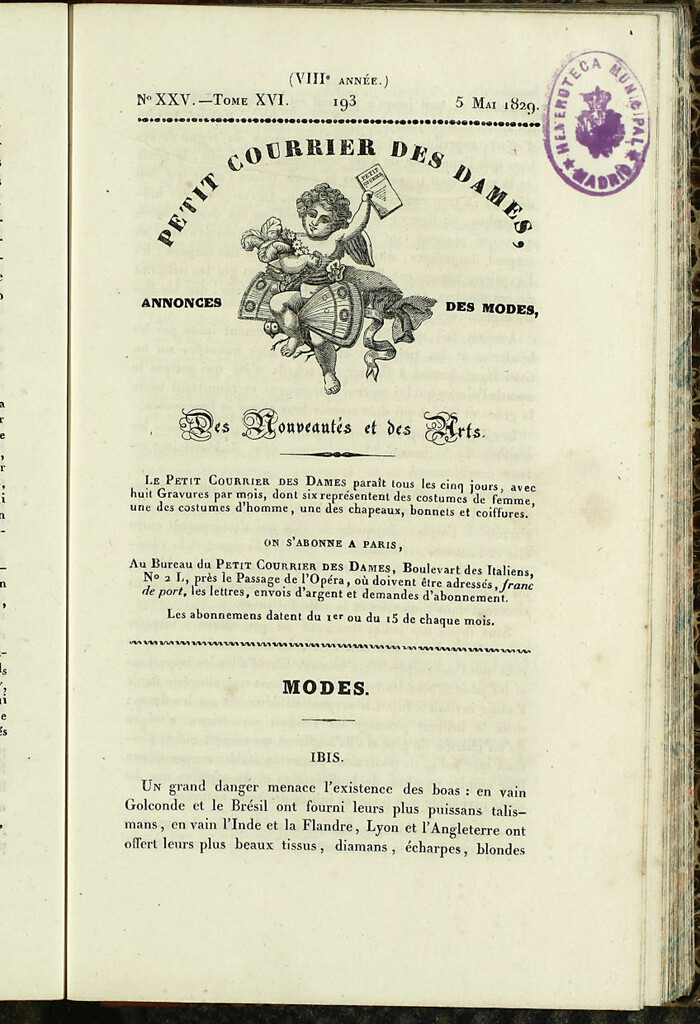 (VIIIe ANNÉE.)
No XXV.—TOME XVI. 193 5 MAI 1829.
HEMEROTECA MUNICIPAL
MADRID
PETIT COURRIER DES DAMES,
PETIT
COURRIER
ANNONCES DES MODES,
Des Nouveautés et des Arts.
LE PETIT COURRIER DES DAMES paraît tous les cinq jours, avec
huit Gravures par mois, dont six représentent des costumes de femme,
une des costumes d'homme, une des chapeaux, bonnets et coiffures.
ON S'ABONNE A PARIS,
Au Bureau du PETIT COURRIER DES DAMES, Boulevart des Italiens,
No 2 L, près le Passage de l'Opéra, où doivent être adressés, franc
de port, les lettres, envois d'argent et demandes d'abonnement.
Les abonnemens datent du 1er ou du 15 de chaque mois.
MODES.
IBIS.
UN grand danger menace l'existence des boas : en vain
Golconde et le Brésil ont fourni leurs plus puissans talis-
mans, en vain l'Inde et la Flandre, Lyon et l'Angleterre ont
offert leurs plus beaux tissus, diamans, écharpes, blondes